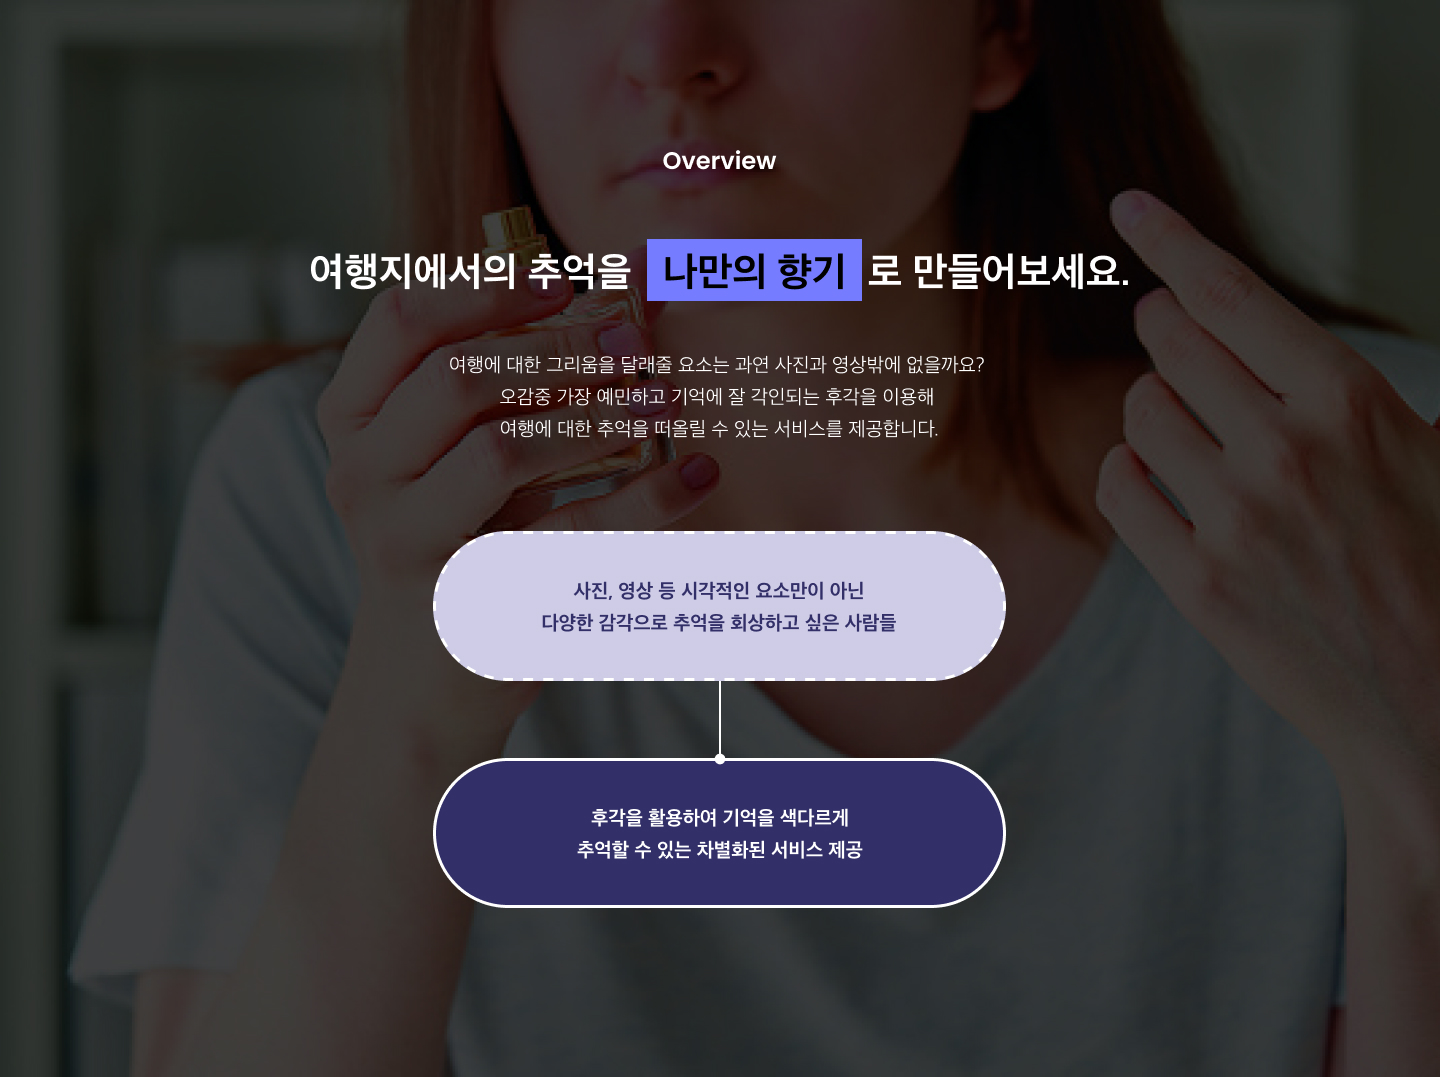 Overview
여행지에서의 추억을 나만의 향기 로 만들어보세요.
여행에 대한 그리움을 달래줄 요소는 과연 사진과 영상밖에 없을까요?
오감중 가장 예민하고 기억에 잘 각인되는 후각을 이용해
여행에 대한 추억을 떠올릴 수 있는 서비스를 제공합니다.
사진, 영상 등 시각적인 요소만이 아닌
다양한 감각으로 추억을 회상하고 싶은 사람들
후각을 활용하여 기억을 색다르게
추억할 수 있는 차별화된 서비스 제공